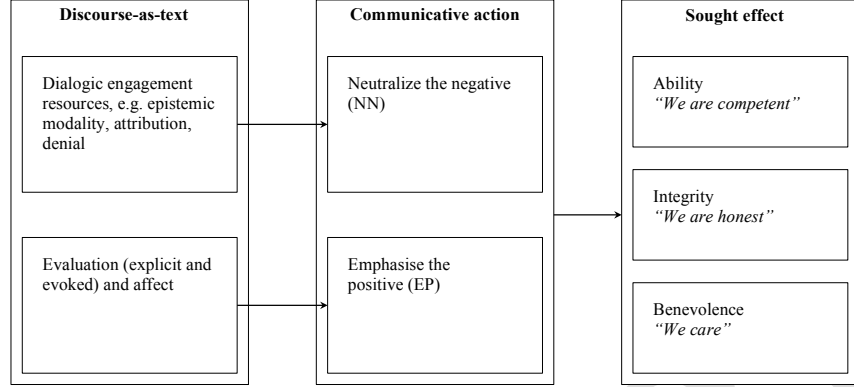 Discourse-as-text
Dialogic engagement
resources, e.g. epistemic
modality, attribution,
denial
Evaluation (explicit and
evoked) and affect
Communicative action
Neutralize the negative
(NN)
Emphasise the
positive (EP)
Sought effect
Ability
“We are competent”
Integrity
“We are honest”
Benevolence
“We care”